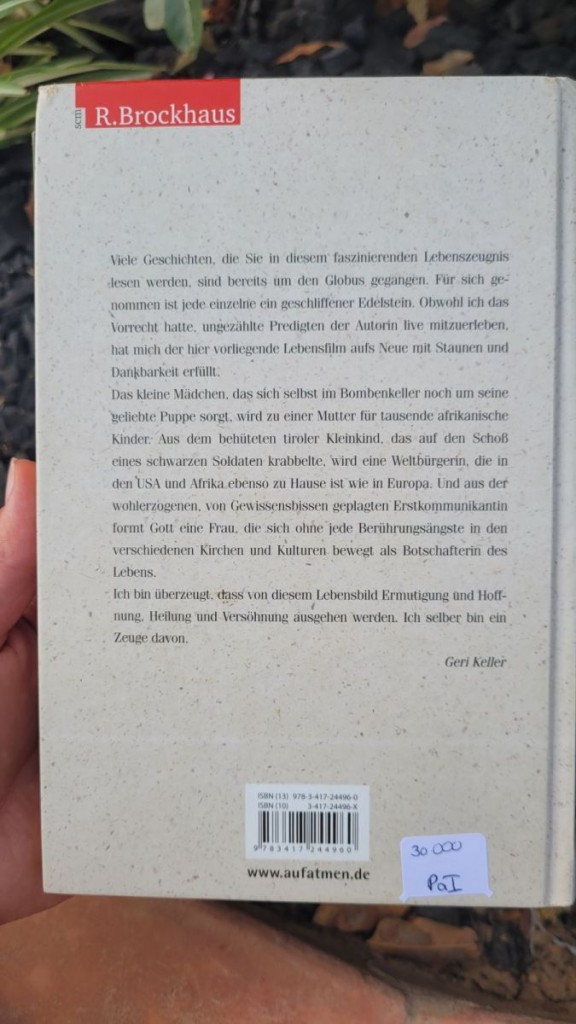 scm
R.Brockhaus
Viele Geschichten, die Sie in diesem faszinierenden Lebenszeugnis
lesen werden, sind bereits um den Globus gegangen. Für sich ge-
nommen ist jede einzelne ein geschliffener Edelstein. Obwohl ich das
Vorrecht hatte, ungezählte Predigten der Autorin live mitzuerleben,
hat mich der hier vorliegende Lebensfilm aufs Neue mit Staunen und
Dankbarkeit erfüllt.
Das kleine Mädchen, das sich selbst im Bombenkeller noch um seine
geliebte Puppe sorgt, wird zu einer Mutter für tausende afrikanische
Kinder. Aus dem behüteten tiroler Kleinkind, das auf den Schoß
eines schwarzen Soldaten krabbelte, wird eine Weltbürgerin, die in
den USA und Afrika ebenso zu Hause ist wie in Europa. Und aus der
wohlerzogenen, von Gewissensbissen geplagten Erstkommunikantin
formt Gott eine Frau, die sich ohne jede Berührungsängste in den
verschiedenen Kirchen und Kulturen bewegt als Botschafterin des
Lebens.
Ich bin überzeugt, dass von diesem Lebensbild Ermutigung und Hoff-
nung, Heilung und Versöhnung ausgehen werden. Ich selber bin ein
Zeuge davon.
Geri Keller
ISBN (13) 978-3-417-24496-0
ISBN (10) 3-417-24496-X
9 783417 244960
www.aufatmen.de
30.000
PaI